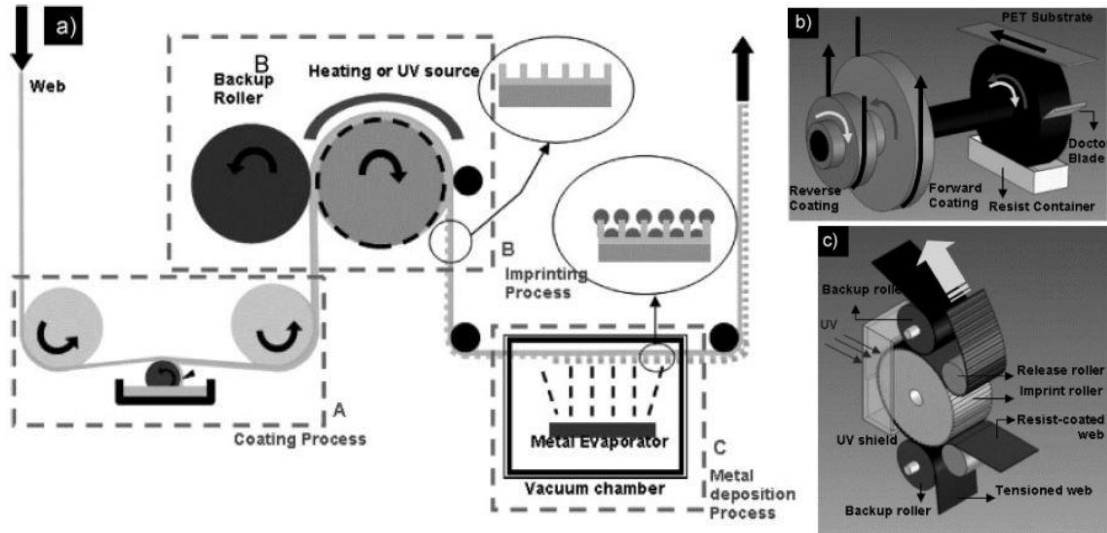 a)
Web
B
Backup
Roller
Heating or UV source
B
Imprinting
Process
A
Coating Process
Metal Evaporator
Vacuum chamber
C
Metal
deposition
Process
b)
PET Substrate
Doctor
Blade
Reverse
Coating
Forward
Coating
Resist Container
c)
Backup roller
UV
Release roller
Imprint roller
Resist-coated
web
UV shield
Tensioned web
Backup roller